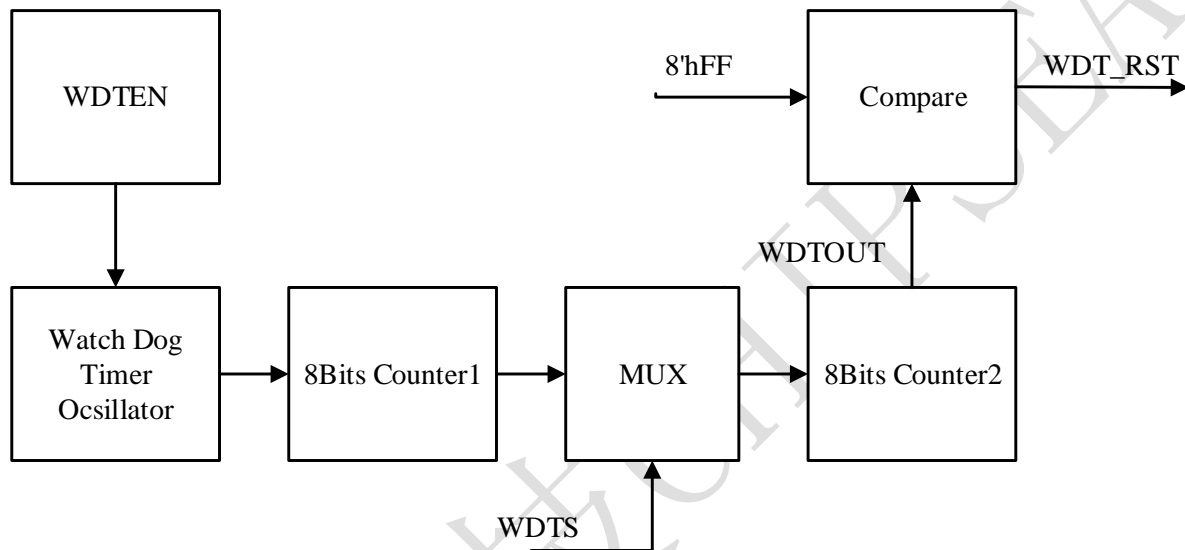 WDTEN
8'hFF
Compare
WDT_RST
WDTOUT
Watch Dog
Timer
Ocsillator
8Bits Counter1
MUX
8Bits Counter2
WDTS